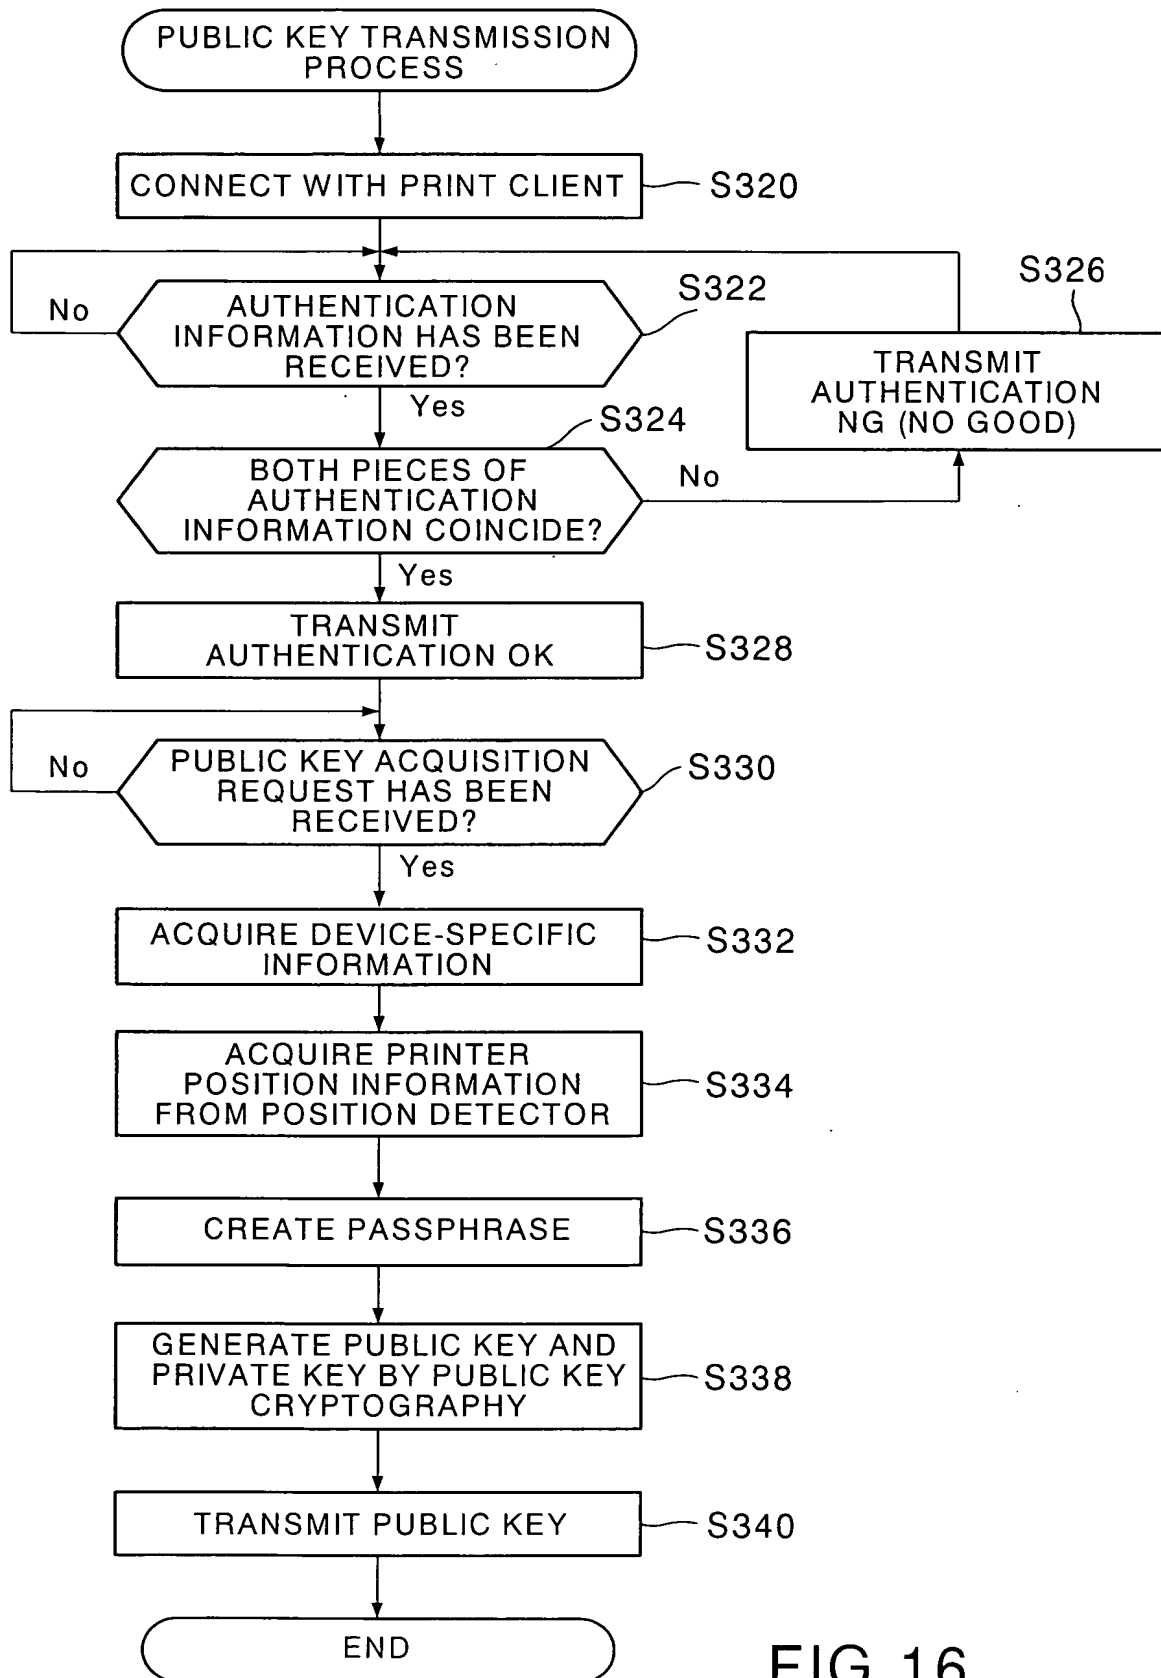 PUBLIC KEY TRANSMISSION
PROCESS
CONNECT WITH PRINT CLIENT
S320
No
AUTHENTICATION
INFORMATION HAS BEEN
RECEIVED?
S322
S326
TRANSMIT
AUTHENTICATION
NG (NO GOOD)
Yes
S324
BOTH PIECES OF
AUTHENTICATION
INFORMATION COINCIDE?
No
Yes
TRANSMIT
AUTHENTICATION OK
S328
No
PUBLIC KEY ACQUISITION
REQUEST HAS BEEN
RECEIVED?
S330
Yes
ACQUIRE DEVICE-SPECIFIC
INFORMATION
S332
ACQUIRE PRINTER
POSITION INFORMATION
FROM POSITION DETECTOR
S334
CREATE PASSPHRASE
S336
GENERATE PUBLIC KEY AND
PRIVATE KEY BY PUBLIC KEY
CRYPTOGRAPHY
S338
TRANSMIT PUBLIC KEY
S340
END
FIG. 16